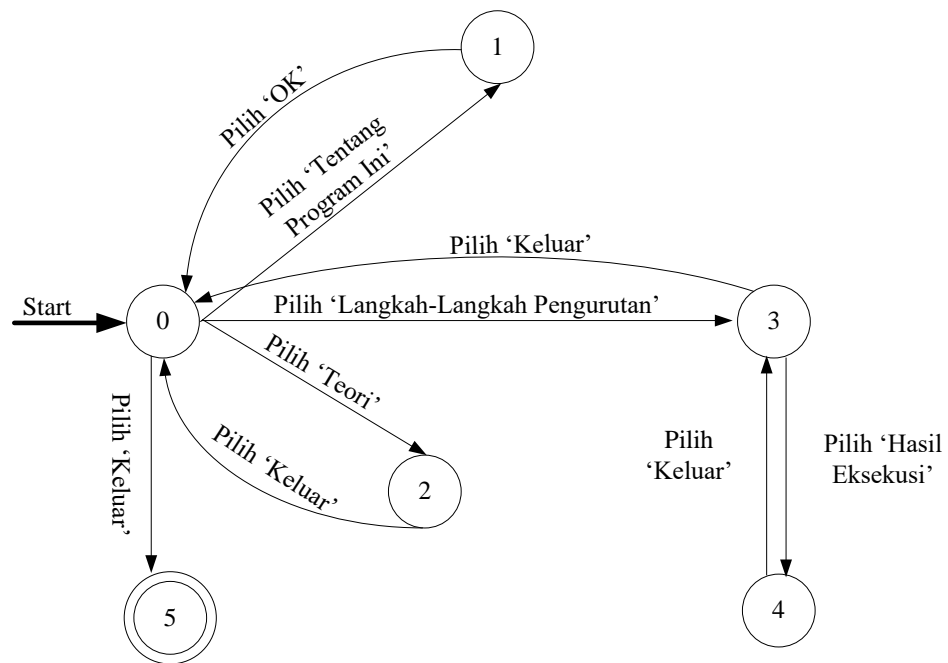 1
Pilih ‘OK’
Pilih ‘Tentang
Program Ini’
Pilih ‘Keluar’
Start
0
Pilih ‘Langkah-Langkah Pengurutan’
3
Pilih ‘Teori’
Pilih ‘Keluar’
Pilih ‘Keluar’
2
Pilih
‘Keluar’
Pilih ‘Hasil
Eksekusi’
5
4